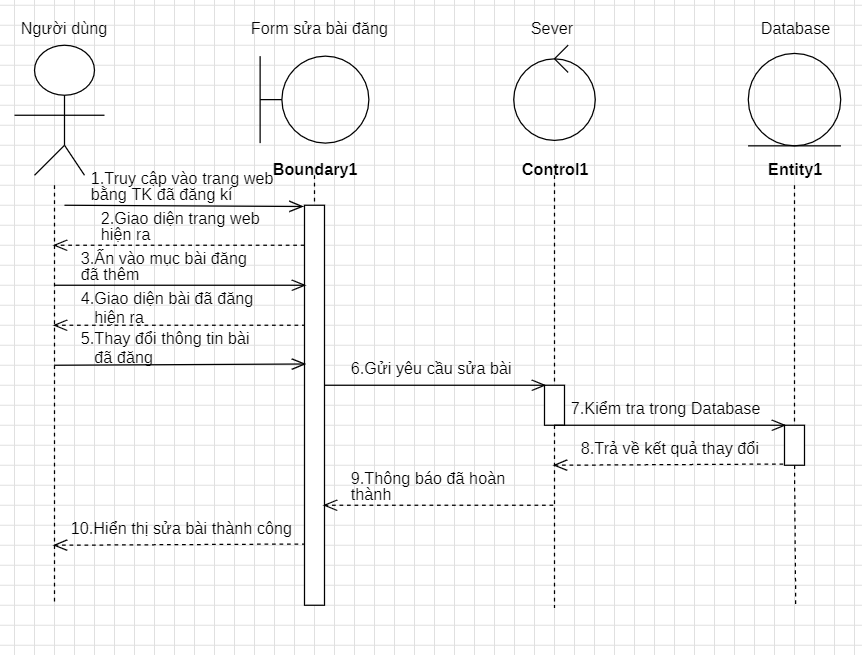 Người dùng
Form sửa bài đăng
Sever
Database
Boundary1
Control1
Entity1
1.Truy cập vào trang web
bằng TK đã đăng kí
2.Giao diện trang web
hiện ra
3.Ấn vào mục bài đăng
đã thêm
4.Giao diện bài đã đăng
hiện ra
5.Thay đổi thông tin bài
đã đăng
6.Gửi yêu cầu sửa bài
7.Kiểm tra trong Database
8.Trả về kết quả thay đổi
9.Thông báo đã hoàn
thành
10.Hiển thị sửa bài thành công